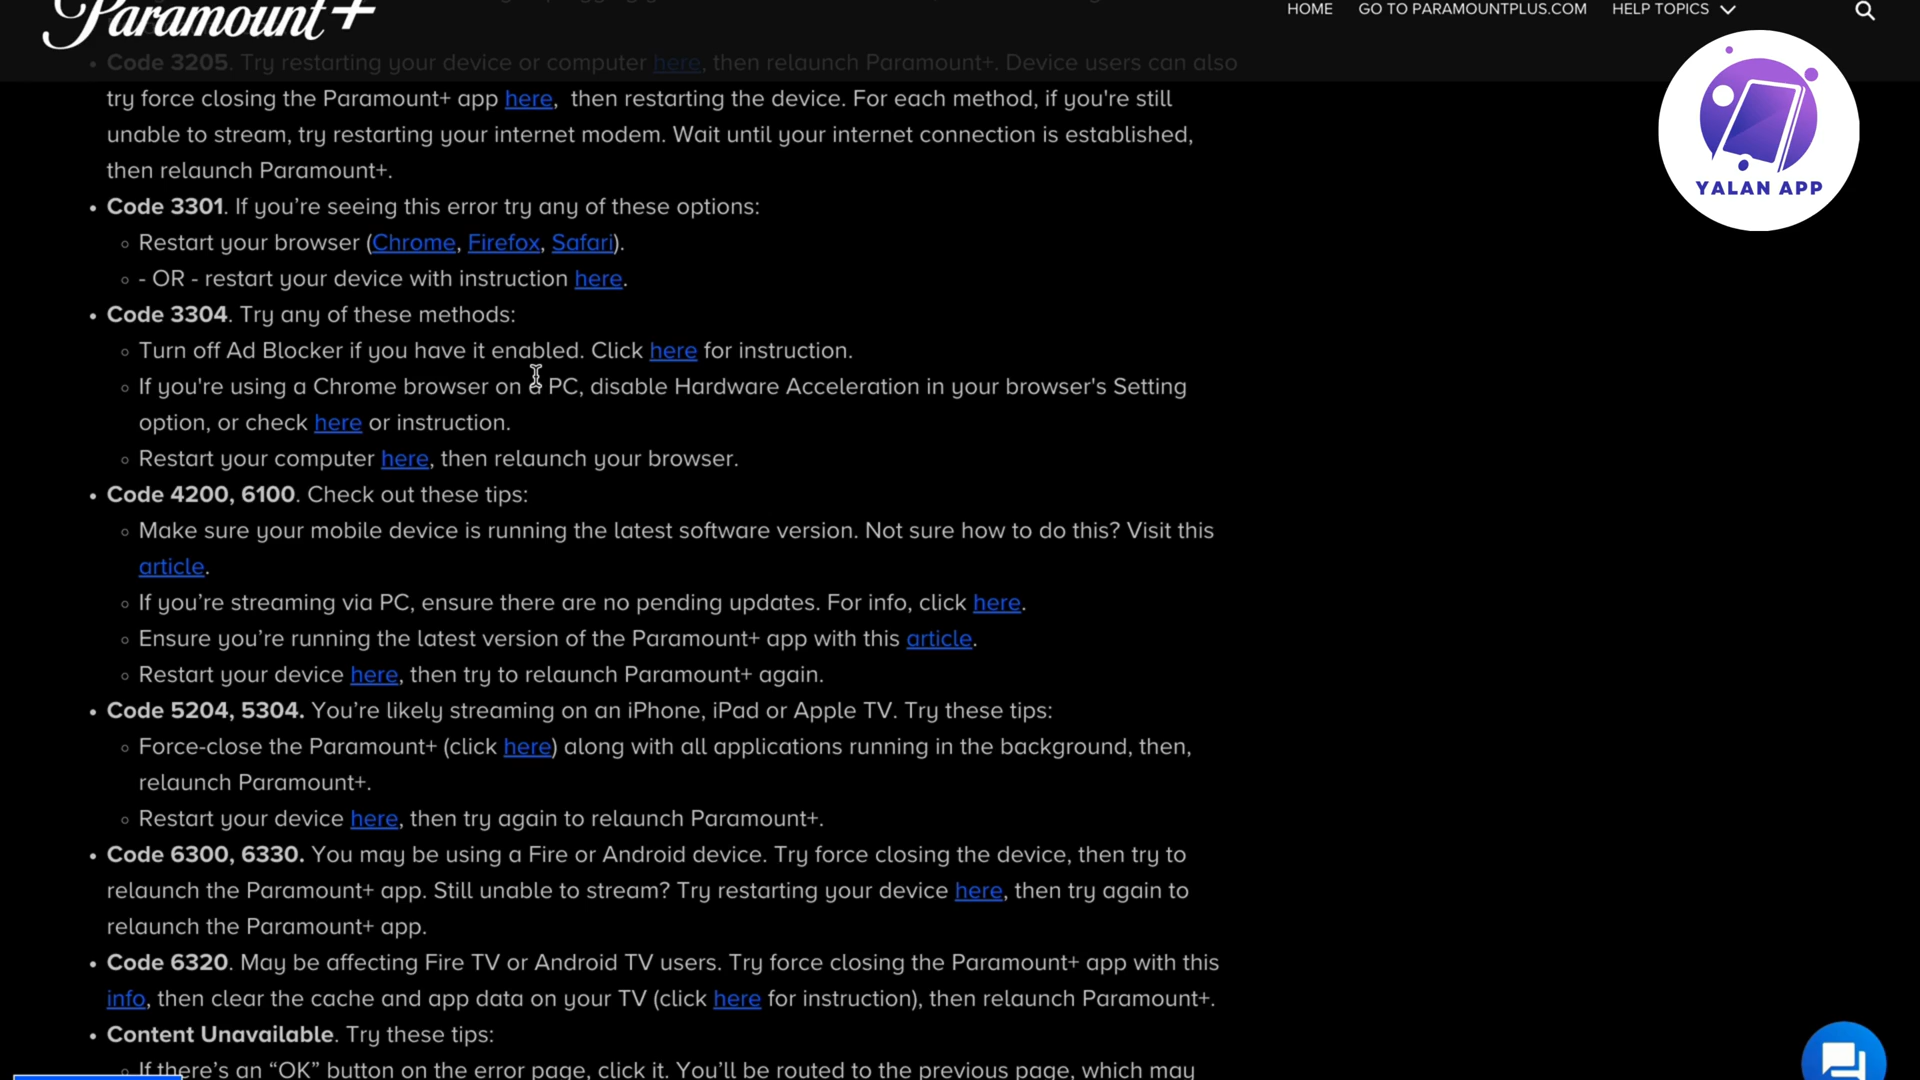 Paramount+
HOME GO TO PARAMOUNTPLUS.COM HELP TOPICS
• Code 3205. Try restarting your device or computer here, then relaunch Paramount+. Device users can also
try force closing the Paramount+ app here, then restarting the device. For each method, if you're still
unable to stream, try restarting your internet modem. Wait until your internet connection is established,
then relaunch Paramount+.
YALAN APP
• Code 3301. If you’re seeing this error try any of these options:
◦ Restart your browser (Chrome, Firefox, Safari).
◦ - OR - restart your device with instruction here.
• Code 3304. Try any of these methods:
◦ Turn off Ad Blocker if you have it enabled. Click here for instruction.
◦ If you're using a Chrome browser on a PC, disable Hardware Acceleration in your browser's Setting
option, or check here or instruction.
◦ Restart your computer here, then relaunch your browser.
• Code 4200, 6100. Check out these tips:
◦ Make sure your mobile device is running the latest software version. Not sure how to do this? Visit this
article.
◦ If you’re streaming via PC, ensure there are no pending updates. For info, click here.
◦ Ensure you’re running the latest version of the Paramount+ app with this article.
◦ Restart your device here, then try to relaunch Paramount+ again.
• Code 5204, 5304. You’re likely streaming on an iPhone, iPad or Apple TV. Try these tips:
◦ Force-close the Paramount+ (click here) along with all applications running in the background, then,
relaunch Paramount+.
◦ Restart your device here, then try again to relaunch Paramount+.
• Code 6300, 6330. You may be using a Fire or Android device. Try force closing the device, then try to
relaunch the Paramount+ app. Still unable to stream? Try restarting your device here, then try again to
relaunch the Paramount+ app.
• Code 6320. May be affecting Fire TV or Android TV users. Try force closing the Paramount+ app with this
info, then clear the cache and app data on your TV (click here for instruction), then relaunch Paramount+.
• Content Unavailable. Try these tips:
◦ If there’s an “OK” button on the error page, click it. You’ll be routed to the previous page, which may